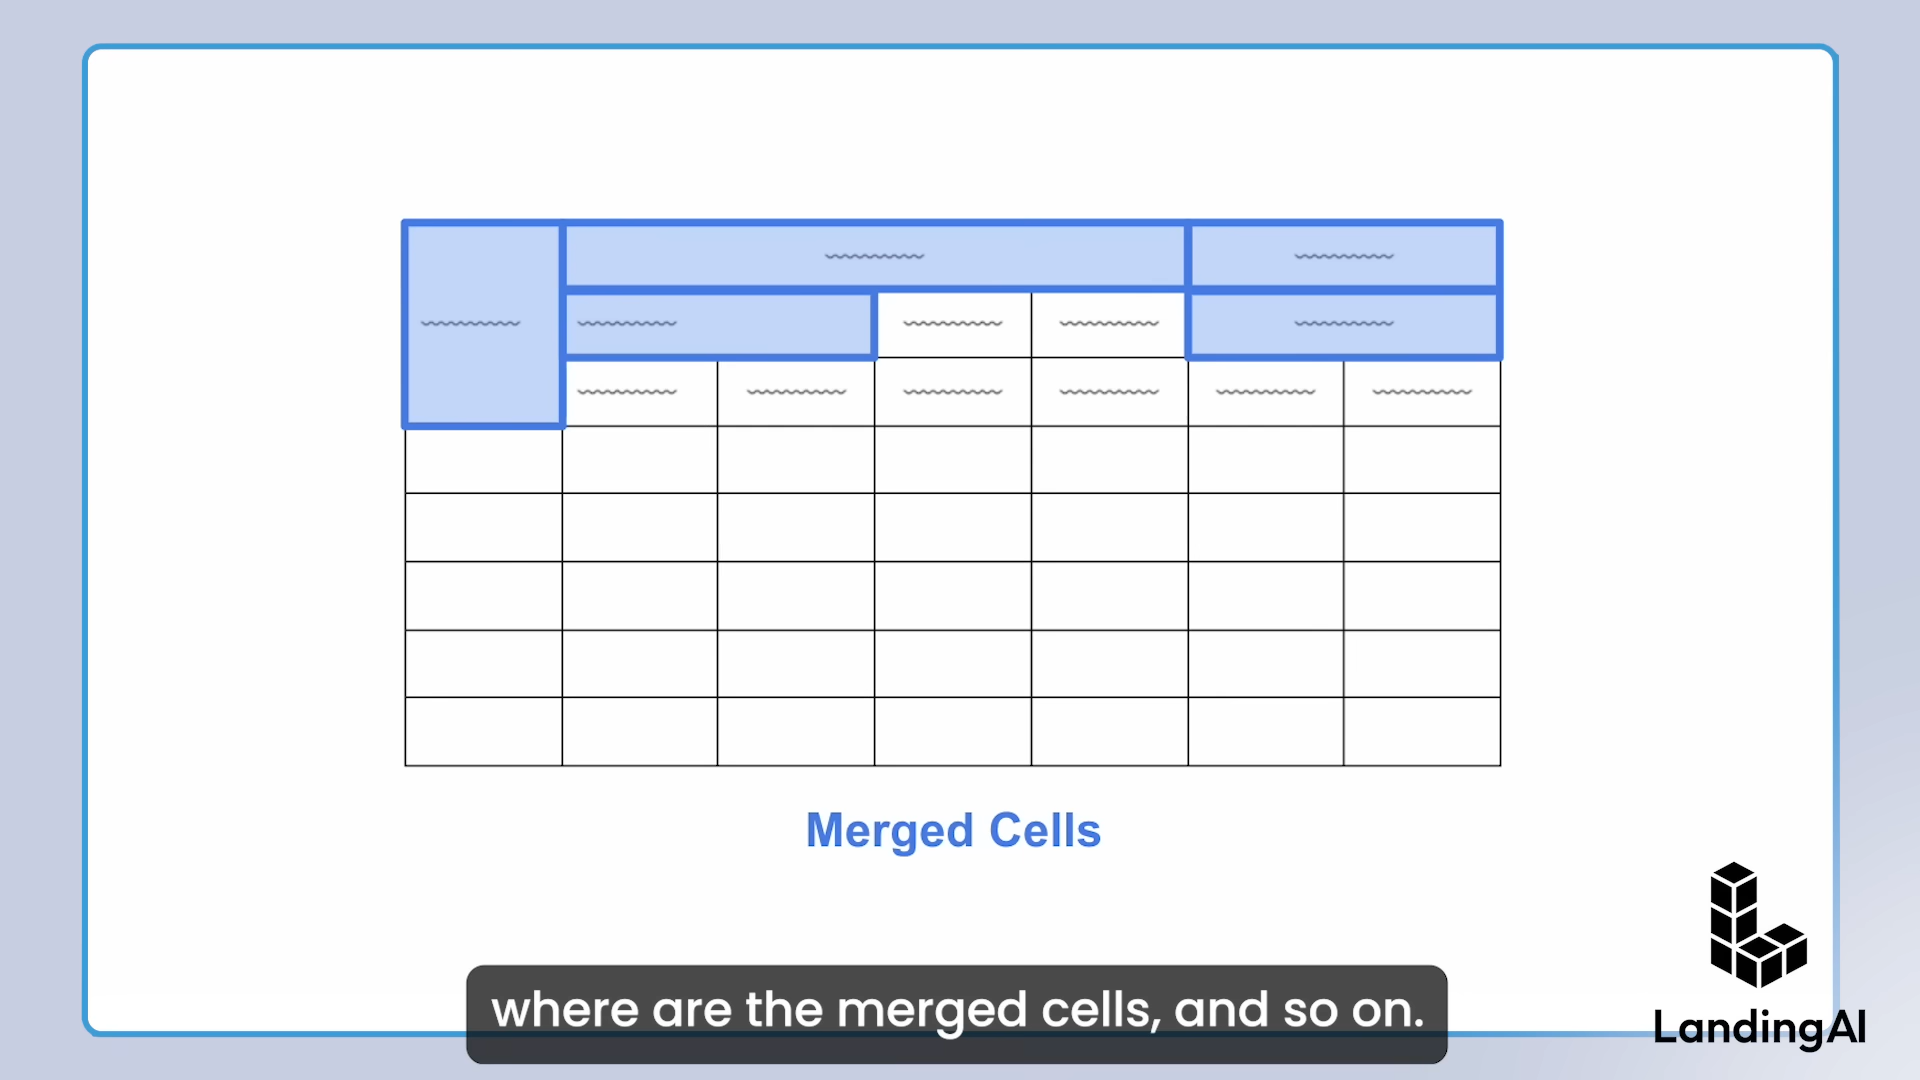 Merged Cells
where are the merged cells, and so on.
LandingAI